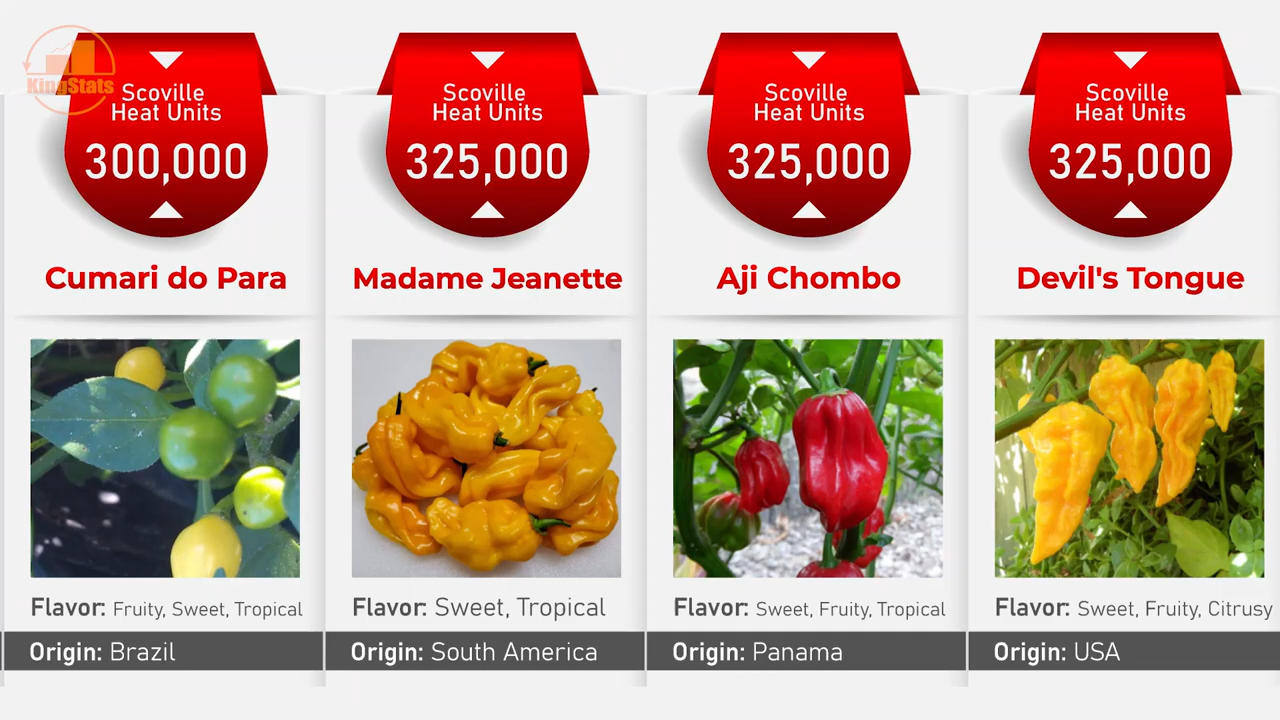 KingStats
Scoville
Heat Units
300,000
Cumari do Para
Flavor: Fruity, Sweet, Tropical
Origin: Brazil
Scoville
Heat Units
325,000
Madame Jeanette
Flavor: Sweet, Tropical
Origin: South America
Scoville
Heat Units
325,000
Aji Chombo
Flavor: Sweet, Fruity, Tropical
Origin: Panama
Scoville
Heat Units
325,000
Devil's Tongue
Flavor: Sweet, Fruity, Citrusy
Origin: USA